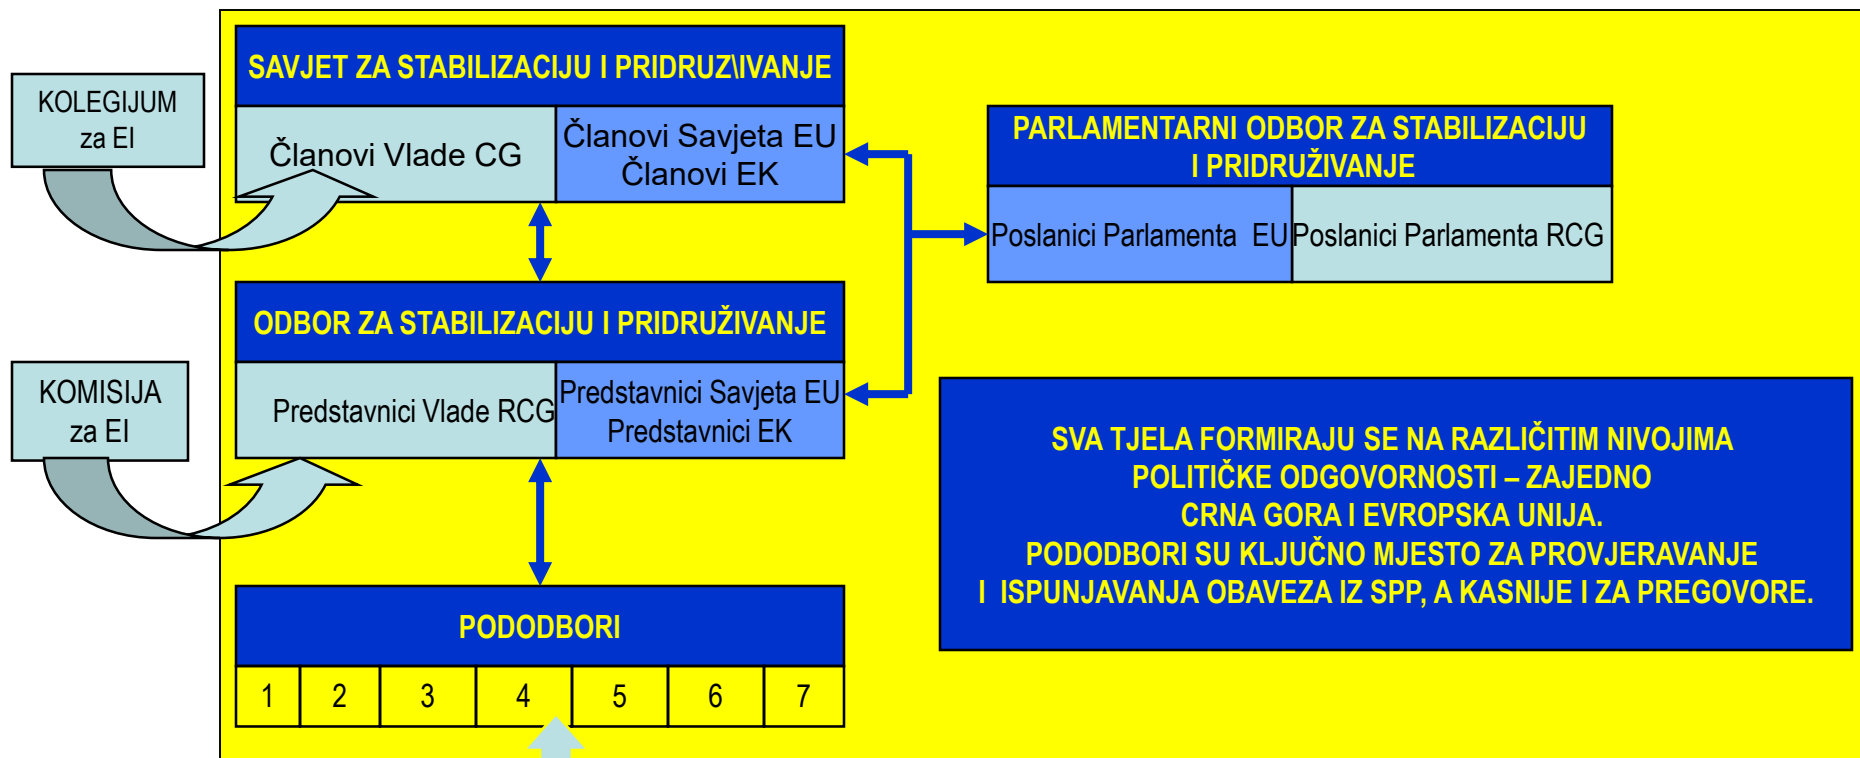 KOLEGIJUM
za EI
SAVJET ZA STABILIZACIJU I PRIDRUZ\IVANJE
Članovi Vlade CG
Članovi Savjeta EU
Članovi EK
PARLAMENTARNI ODBOR ZA STABILIZACIJU
I PRIDRUŽIVANJE
Poslanici Parlamenta  EU
Poslanici Parlamenta RCG
KOMISIJA
za EI
ODBOR ZA STABILIZACIJU I PRIDRUŽIVANJE
Predstavnici Vlade RCG
Predstavnici Savjeta EU
Predstavnici EK
SVA TJELA FORMIRAJU SE NA RAZLIČITIM NIVOJIMA
POLITIČKE ODGOVORNOSTI – ZAJEDNO
CRNA GORA I EVROPSKA UNIJA.
PODODBORI SU KLJUČNO MJESTO ZA PROVJERAVANJE
I  ISPUNJAVANJA OBAVEZA IZ SPP, A KASNIJE I ZA PREGOVORE.
PODODBORI
1 2 3 4 5 6 7